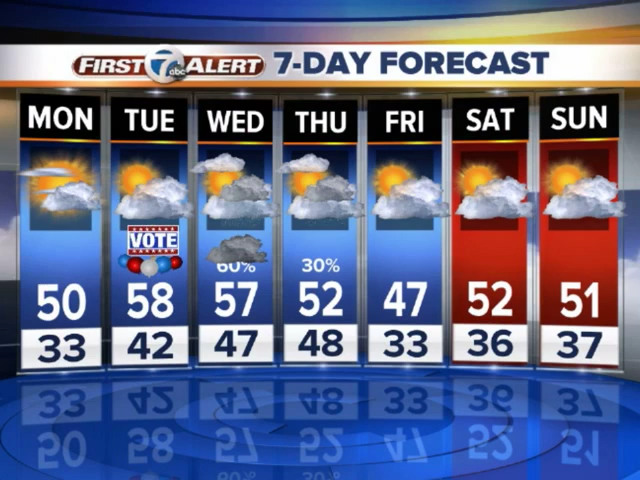 FIRST 7 abc ALERT 7-DAY FORECAST
MON TUE WED THU FRI SAT SUN
VOTE
60% 30%
50 58 57 52 47 52 51
33 42 47 48 33 36 37